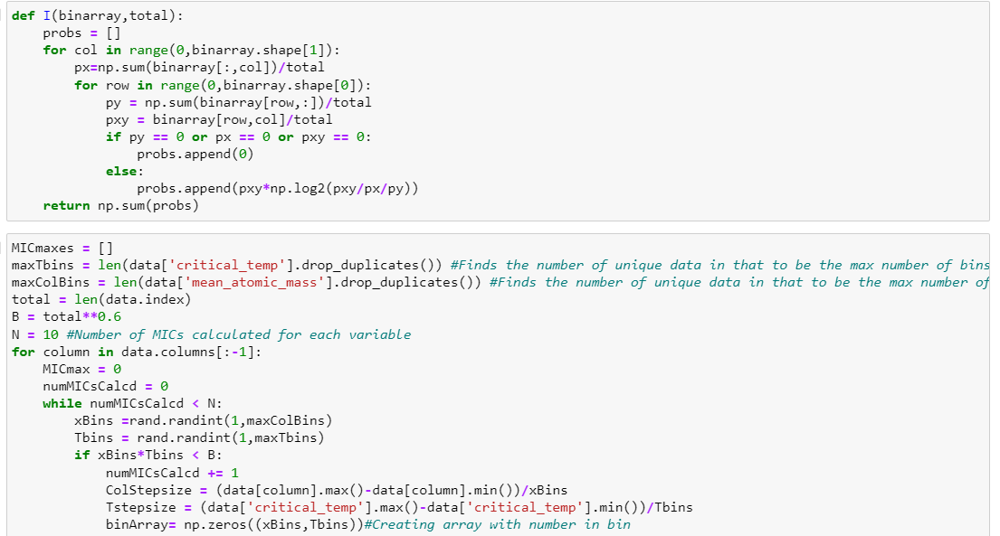 def I(binarray,total):
    probs = []
    for col in range(0,binarray.shape[1]):
        px=np.sum(binarray[:,col])/total
        for row in range(0,binarray.shape[0]):
            py = np.sum(binarray[row,:])/total
            pxy = binarray[row,col]/total
            if py == 0 or px == 0 or pxy == 0:
                probs.append(0)
            else:
                probs.append(pxy*np.log2(pxy/px/py))
    return np.sum(probs)
MICmaxes = []
maxTbins = len(data['critical_temp'].drop_duplicates()) #Finds the number of unique data in that to be the max number of bins
maxColBins = len(data['mean_atomic_mass'].drop_duplicates()) #Finds the number of unique data in that to be the max number of
total = len(data.index)
B = total**0.6
N = 10 #Number of MICs calculated for each variable
for column in data.columns[:-1]:
    MICmax = 0
    numMICsCalcd = 0
    while numMICsCalcd < N:
        xBins =rand.randint(1,maxColBins)
        Tbins = rand.randint(1,maxTbins)
        if xBins*Tbins < B:
            numMICsCalcd += 1
            ColStepsize = (data[column].max()-data[column].min())/xBins
            Tstepsize = (data['critical_temp'].max()-data['critical_temp'].min())/Tbins
            binArray= np.zeros((xBins,Tbins))#Creating array with number in bin